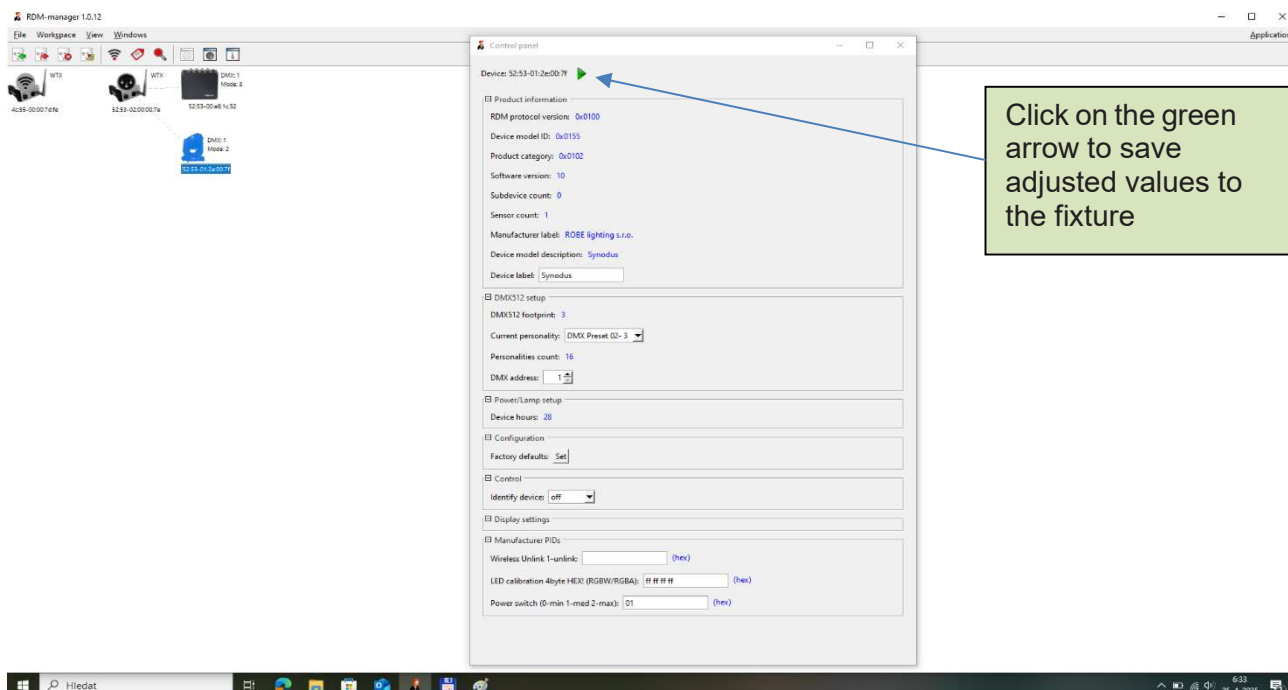 RDM-manager 1.0.12
File Workspace View Windows
Application
WTX
4c:55-00:00:7d:fe
WTX
52:53-02:00:00:7a
DMX: 1
Mode: 3
52:53-00:e8:1c:32
DMX: 1
Mode: 2
52:53-01:2e:00:7f
Control panel
Device: 52:53-01:2e:00:7f
Product information
RDM protocol version: 0x0100
Device model ID: 0x0155
Product category: 0x0102
Software version: 10
Subdevice count: 0
Sensor count: 1
Manufacturer label: ROBE lighting s.r.o.
Device model description: Synodus
Device label: Synodus
DMX512 setup
DMX512 footprint: 3
Current personality: DMX Preset 02- 3
Personalities count: 16
DMX address: 1
Power/Lamp setup
Device hours: 28
Configuration
Factory defaults: Set
Control
Identify device: off
Display settings
Manufacturer PIDs
Wireless Unlink 1-unlink: (hex)
LED calibration 4byte HEX! (RGBW/RGBA): ff ff ff ff (hex)
Power switch (0-min 1-med 2-max): 01 (hex)
Click on the green
arrow to save
adjusted values to
the fixture
Hledat
6:33